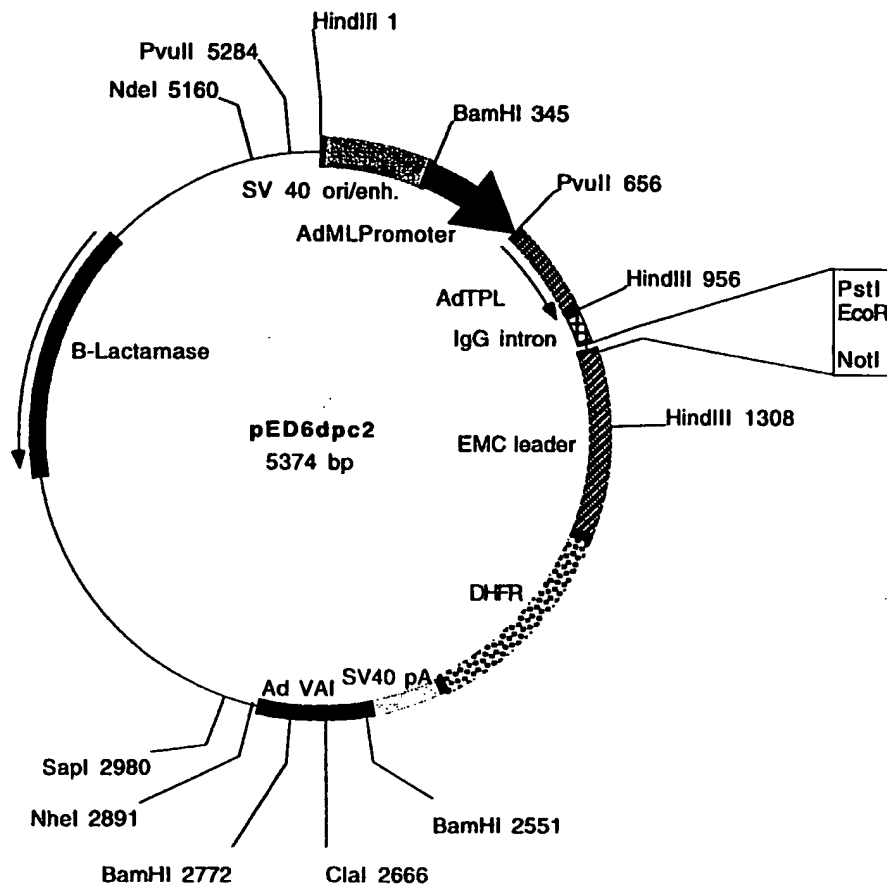 HindIII 1
PvuII 5284
NdeI 5160
BamHI 345
SV 40 ori/enh.
PvuII 656
AdMLPromoter
HindIII 956
AdTPL
PstI
EcoR
IgG intron
NotI
B-Lactamase
HindIII 1308
pED6dpc2
EMC leader
5374 bp
DHFR
SV40 pA
Ad VAI
SapI 2980
NheI 2891
BamHI 2551
BamHI 2772
ClaI 2666